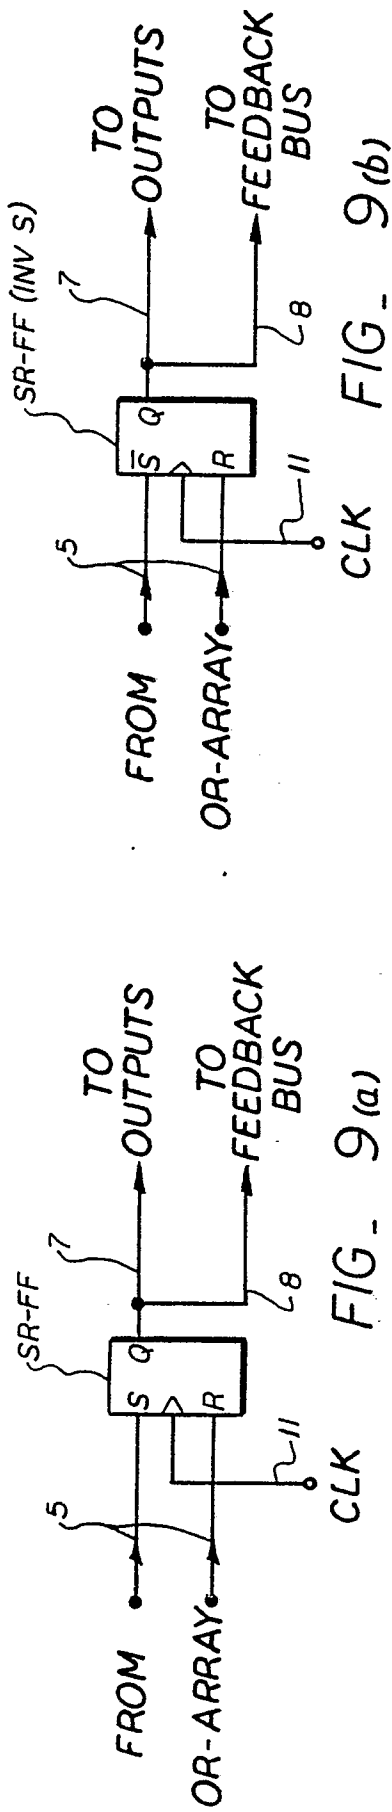 SR-FF
5
7
TO
OUTPUTS
FROM
S
Q
OR-ARRAY
R
TO
FEEDBACK
BUS
8
11
CLK
FIG_ 9(a)
SR-FF (INV S)
5
7
TO
OUTPUTS
FROM
S̅
Q
OR-ARRAY
R
TO
FEEDBACK
BUS
8
11
CLK
FIG_ 9(b)